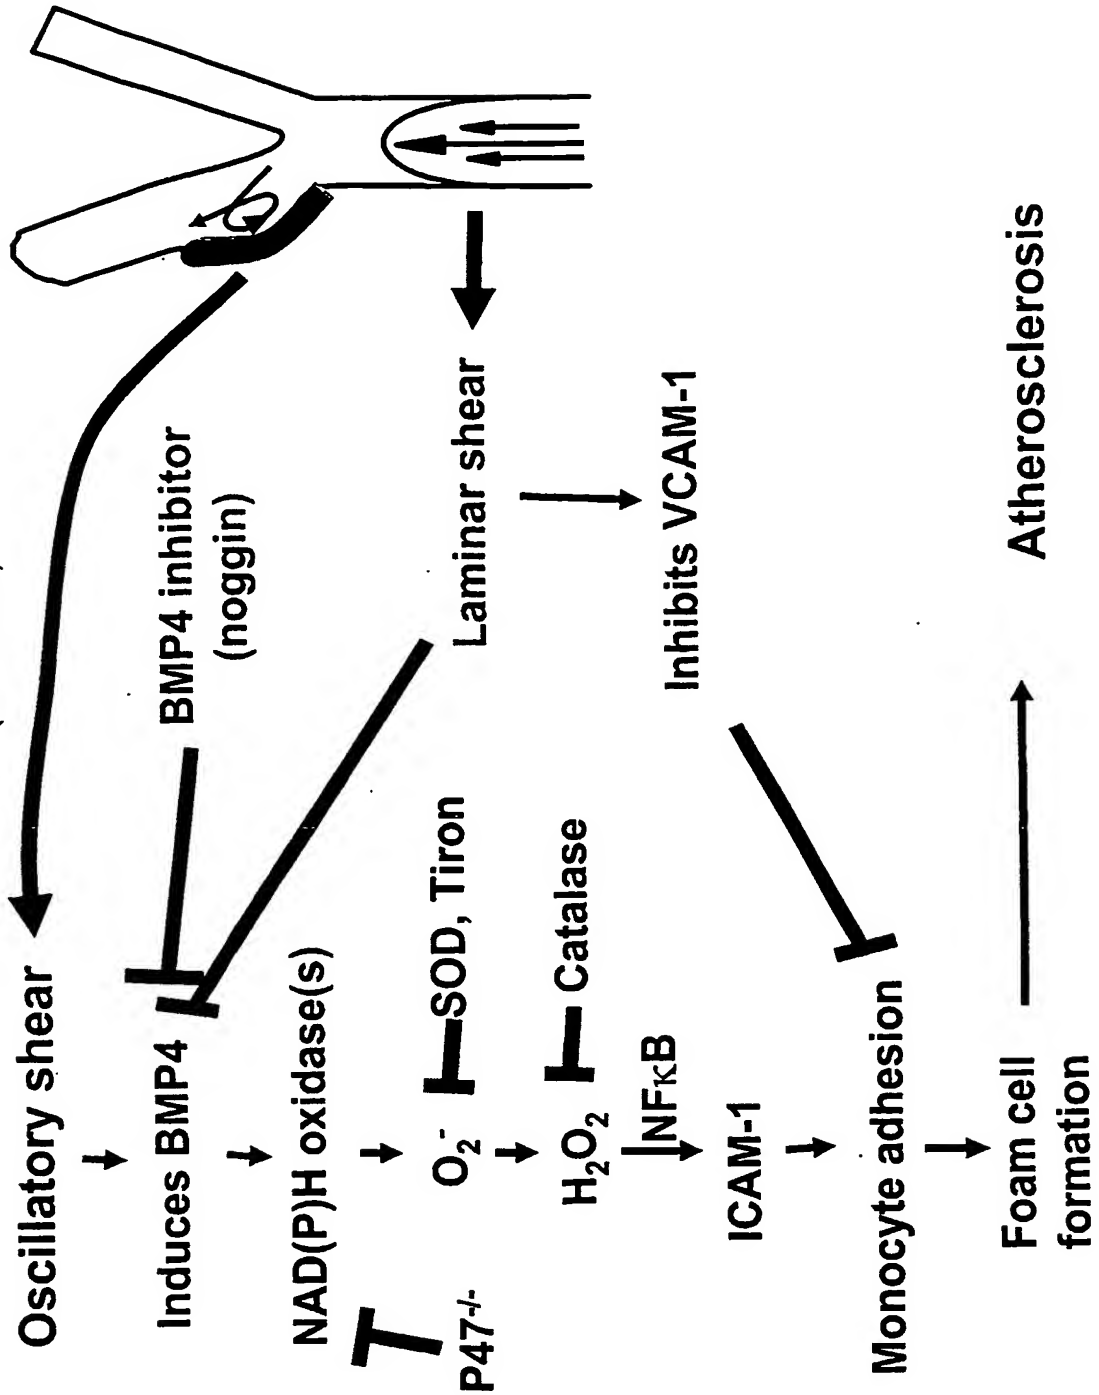 Oscillatory shear
Induces BMP4
BMP4 inhibitor
(noggin)
NAD(P)H oxidase(s)
P47-/-
O2-
SOD, Tiron
Laminar shear
H2O2
Catalase
NFκB
ICAM-1
Inhibits VCAM-1
Monocyte adhesion
Foam cell
formation
Atherosclerosis